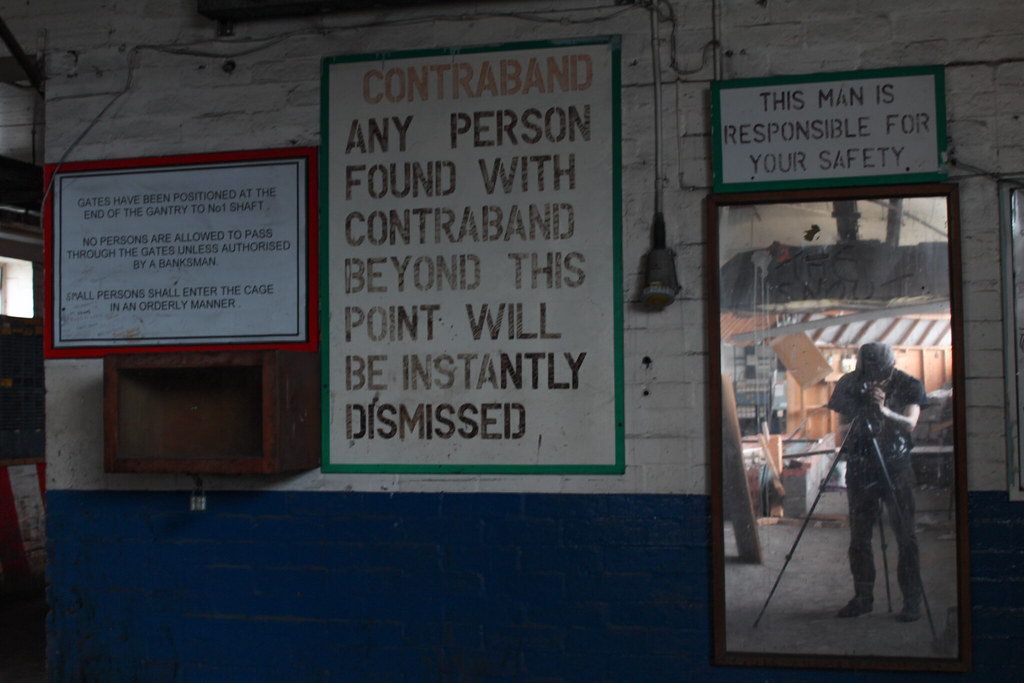 GATES HAVE BEEN POSITIONED AT THE
END OF THE GANTRY TO No1 SHAFT .
NO PERSONS ARE ALLOWED TO PASS
THROUGH THE GATES UNLESS AUTHORISED
BY A BANKSMAN.
ALL PERSONS SHALL ENTER THE CAGE
IN AN ORDERLY MANNER .
CONTRABAND
ANY PERSON
FOUND WITH
CONTRABAND
BEYOND THIS
POINT WILL
BE INSTANTLY
DISMISSED
THIS MAN IS
RESPONSIBLE FOR
YOUR SAFETY.